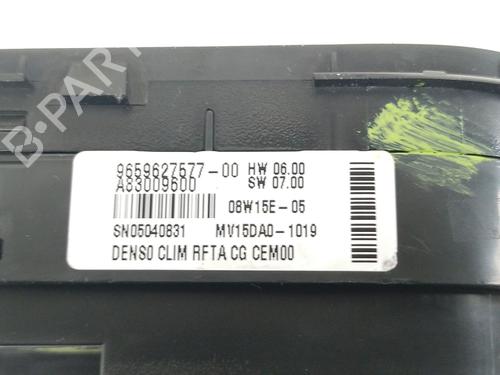 B-PARTS
9659627577-00 HW 06.00
A83009600 SW 07.00
08W15E-05
SN05040831 MV15DA0-1019
DENSO CLIM RFTA CG CEM00